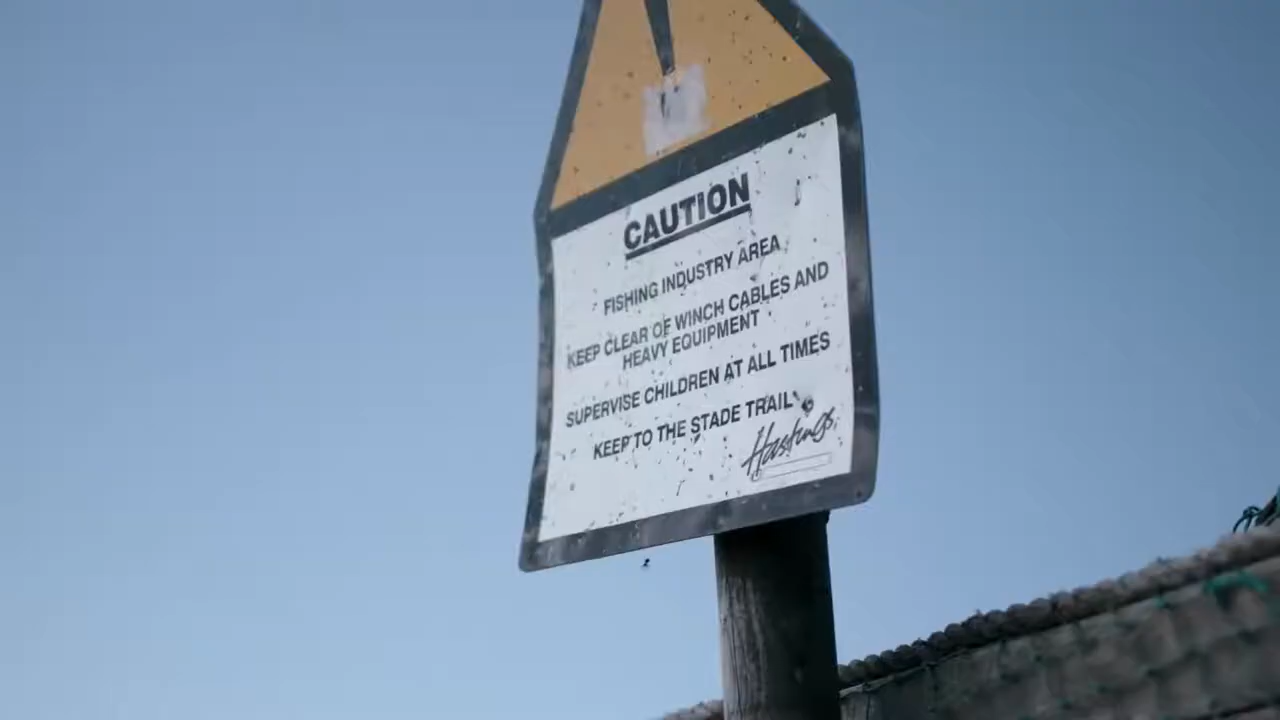 CAUTION
FISHING INDUSTRY AREA
KEEP CLEAR OF WINCH CABLES AND
HEAVY EQUIPMENT
SUPERVISE CHILDREN AT ALL TIMES
KEEP TO THE STADE TRAIL
Hastings